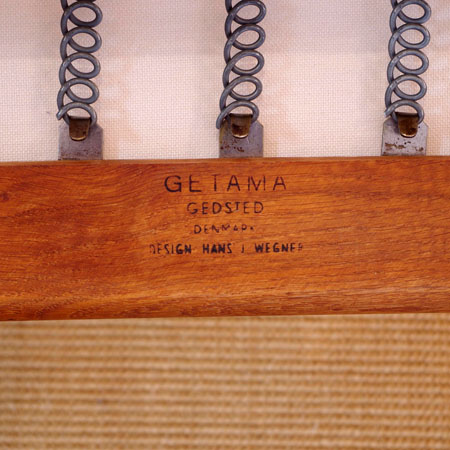 GETAMA
GEDSTED
DENMARK
DESIGN HANS J WEGNER